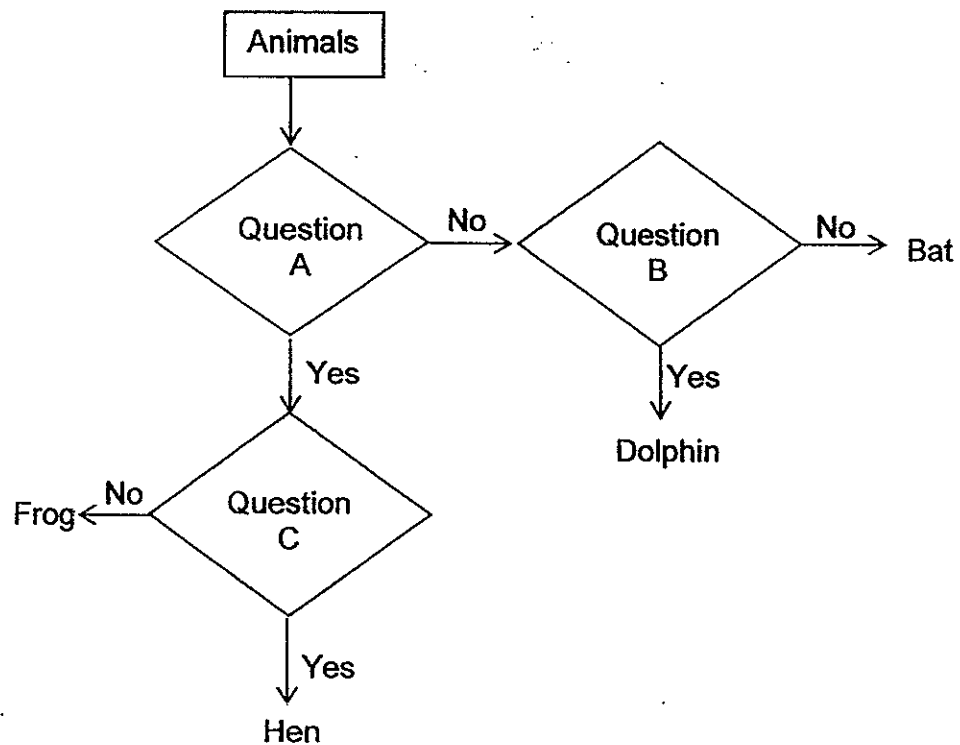 Animals
Question
A
No
Question
B
No
Bat
Yes
Yes
Dolphin
No
Frog
Question
C
Yes
Hen